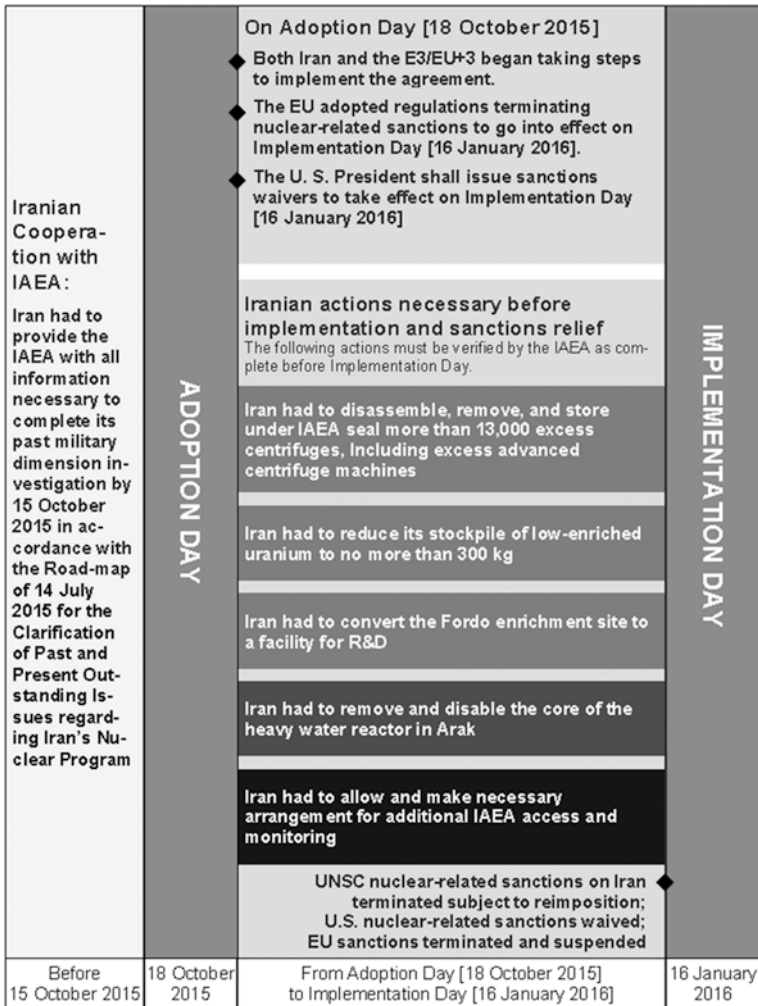 Iranian
Coopera-
tion with
IAEA:
Iran had to
provide the
IAEA with all
information
necessary to
complete its
past military
dimension in-
vestigation by
15 October
2015 in ac-
cordance with
the Road-map
of 14 July
2015 for the
Clarification
of Past and
Present Out-
standing Is-
sues regard-
ing Iran's Nu-
clear Program
ADOPTION DAY
On Adoption Day [18 October 2015]
Both Iran and the E3/EU+3 began taking steps
to implement the agreement.
The EU adopted regulations terminating
nuclear-related sanctions to go into effect on
Implementation Day [16 January 2016].
The U. S. President shall issue sanctions
waivers to take effect on Implementation Day
[16 January 2016]
Iranian actions necessary before
implementation and sanctions relief
The following actions must be verified by the IAEA as com-
plete before Implementation Day.
Iran had to disassemble, remove, and store
under IAEA seal more than 13,000 excess
centrifuges, Including excess advanced
centrifuge machines
Iran had to reduce its stockpile of low-enriched
uranium to no more than 300 kg
Iran had to convert the Fordo enrichment site to
a facility for R&D
Iran had to remove and disable the core of the
heavy water reactor in Arak
Iran had to allow and make necessary
arrangement for additional IAEA access and
monitoring
UNSC nuclear-related sanctions on Iran
terminated subject to reimposition;
U.S. nuclear-related sanctions waived;
EU sanctions terminated and suspended
IMPLEMENTATION DAY
Before
15 October 2015
18 October
2015
From Adoption Day [18 October 2015]
to Implementation Day [16 January 2016]
16 January
2016